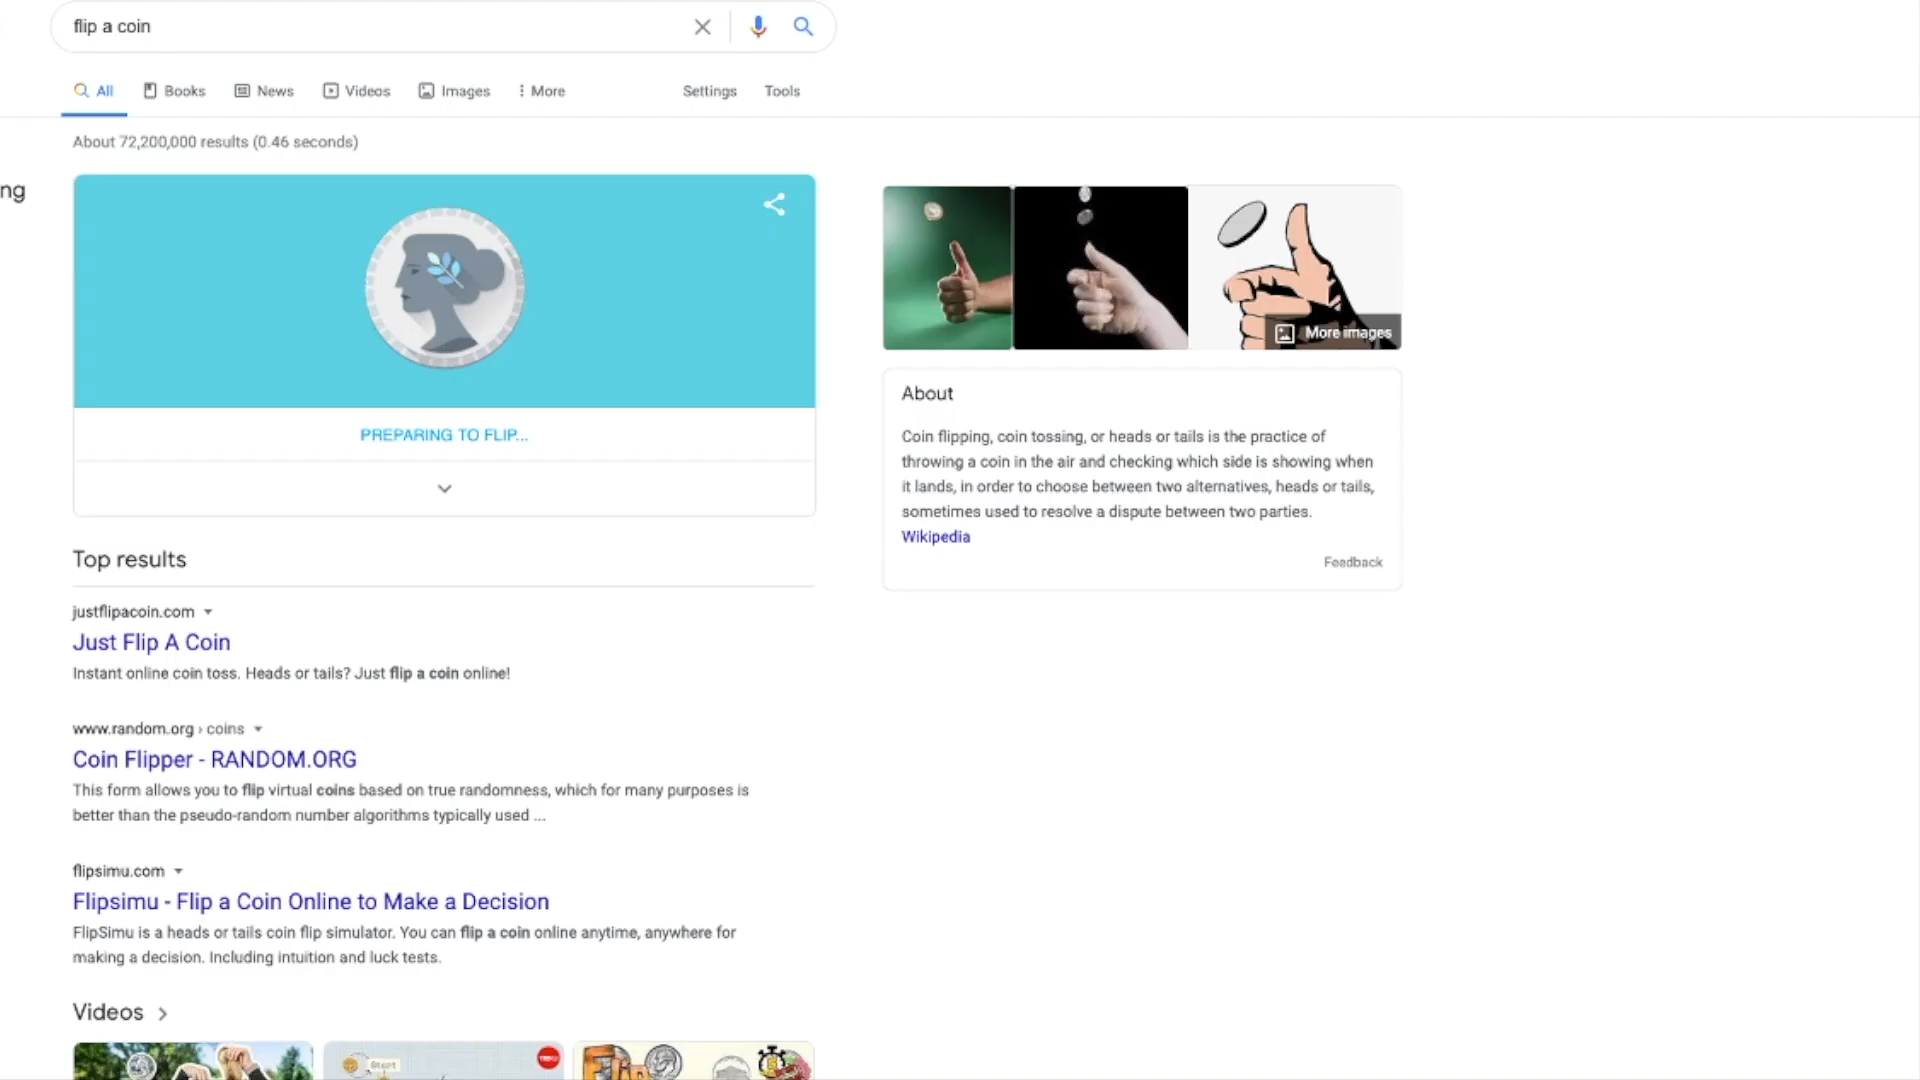 flip a coin
All Books News Videos Images More Settings Tools
About 72,200,000 results (0.46 seconds)
ng
PREPARING TO FLIP...
More images
About
Coin flipping, coin tossing, or heads or tails is the practice of
throwing a coin in the air and checking which side is showing when
it lands, in order to choose between two alternatives, heads or tails,
sometimes used to resolve a dispute between two parties.
Wikipedia
Feedback
Top results
justflipacoin.com
Just Flip A Coin
Instant online coin toss. Heads or tails? Just flip a coin online!
www.random.org › coins
Coin Flipper - RANDOM.ORG
This form allows you to flip virtual coins based on true randomness, which for many purposes is
better than the pseudo-random number algorithms typically used ...
flipsimu.com
Flipsimu - Flip a Coin Online to Make a Decision
FlipSimu is a heads or tails coin flip simulator. You can flip a coin online anytime, anywhere for
making a decision. Including intuition and luck tests.
Videos
Start
Flip